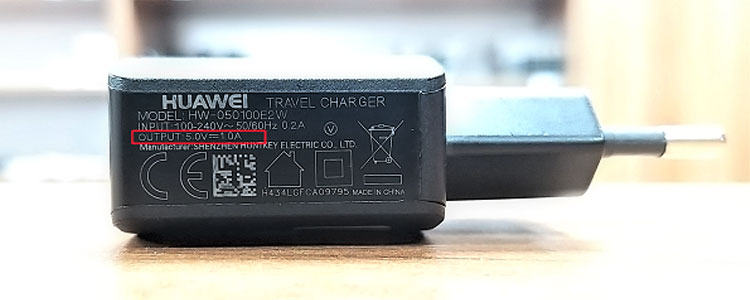 HUAWEI TRAVEL CHARGER
MODEL: HW-050100E2W
INPUT: 100-240V~ 50/60Hz 0.2A
OUTPUT: 5.0V⎓1.0A
Manufacturer: SHENZHEN HUNTKEY ELECTRIC CO., LTD.
CE
H434LGFCA09795 MADE IN CHINA